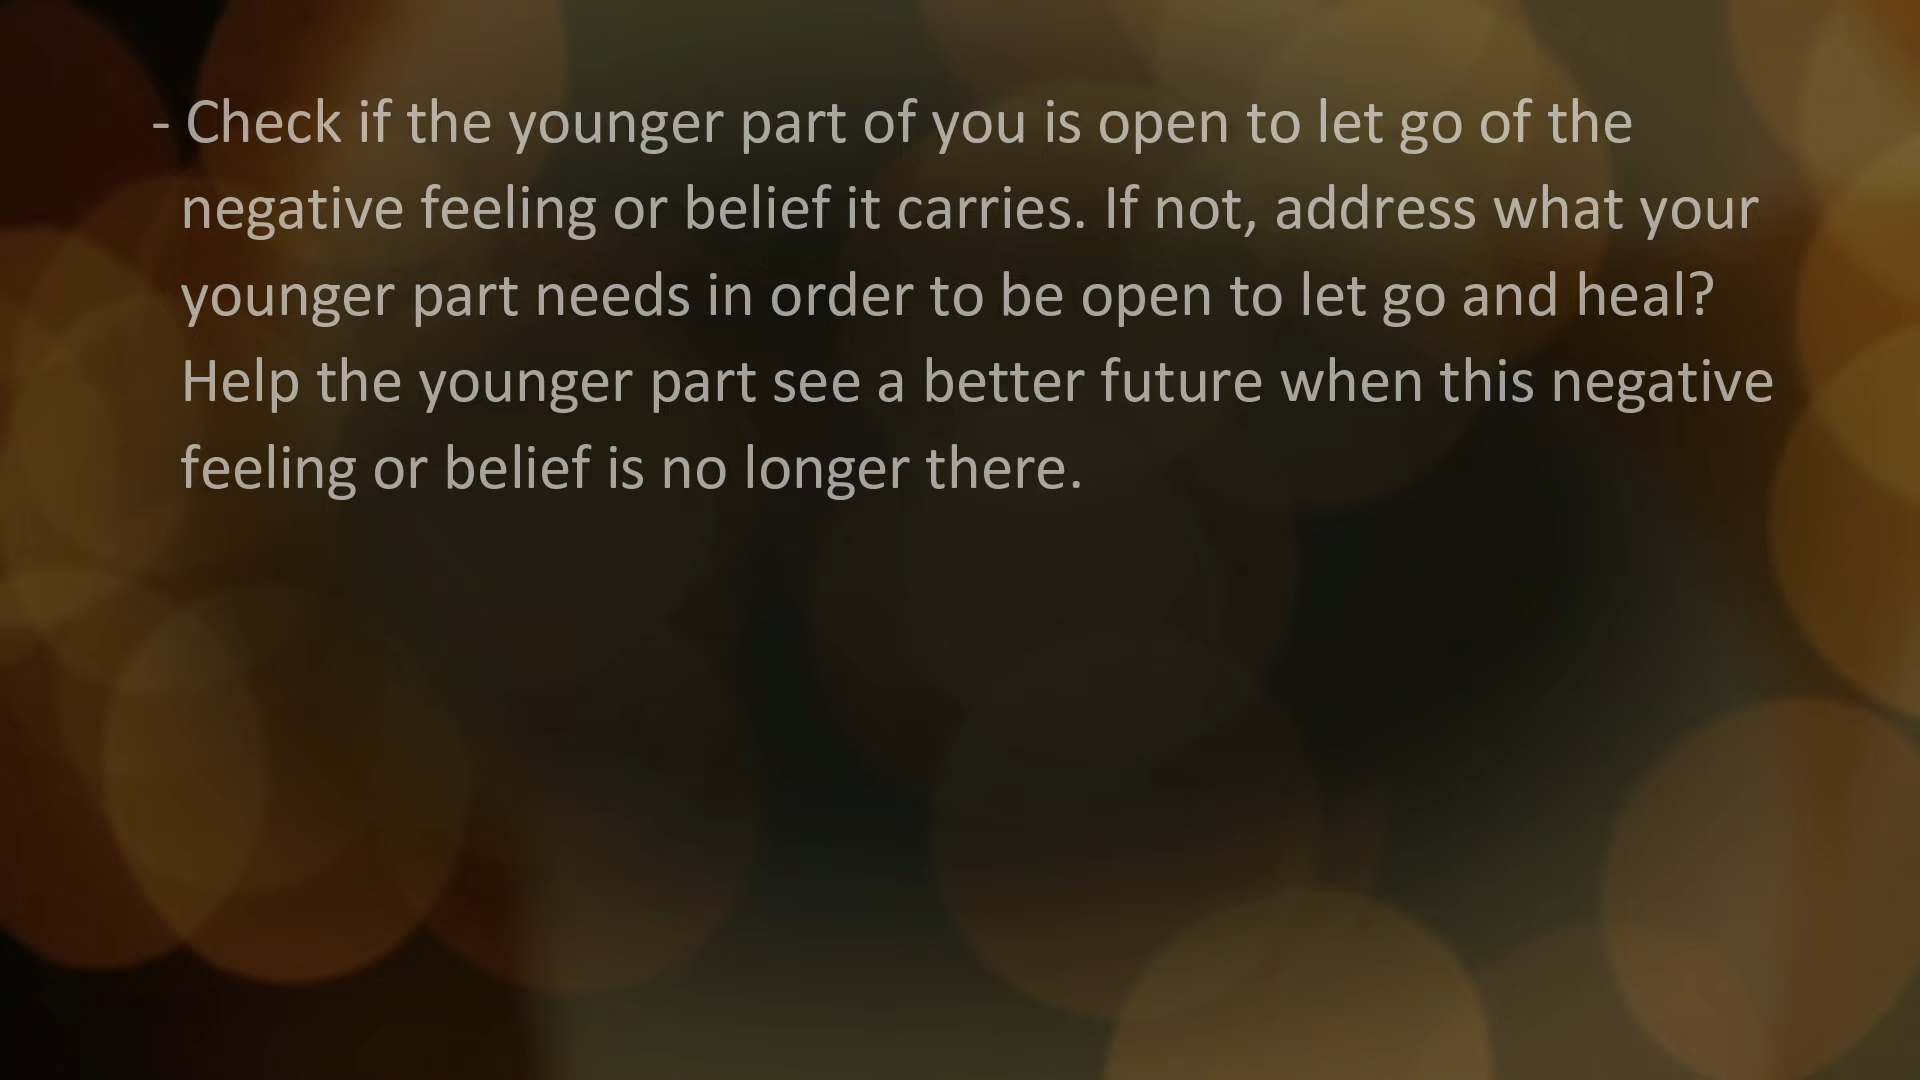 - Check if the younger part of you is open to let go of the
negative feeling or belief it carries. If not, address what your
younger part needs in order to be open to let go and heal?
Help the younger part see a better future when this negative
feeling or belief is no longer there.